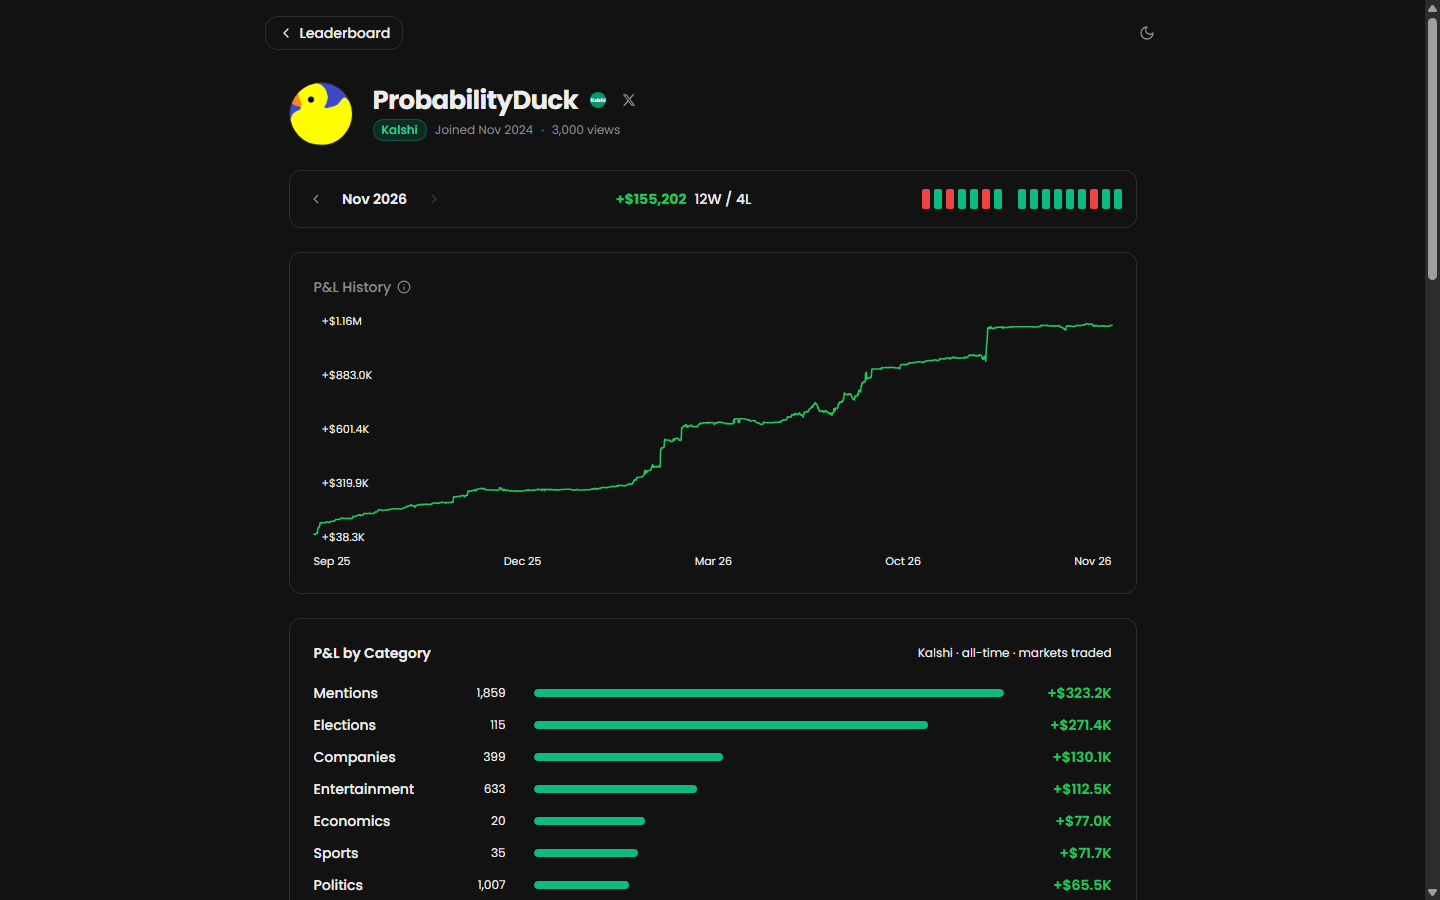 Leaderboard
ProbabilityDuck Kalshi
Kalshi Joined Nov 2024 · 3,000 views
Nov 2026 +$155,202 12W / 4L
P&L History
+$1.16M
+$883.0K
+$601.4K
+$319.9K
+$38.3K
Sep 25 Dec 25 Mar 26 Oct 26 Nov 26
P&L by Category Kalshi · all-time · markets traded
Mentions 1,859 +$323.2K
Elections 115 +$271.4K
Companies 399 +$130.1K
Entertainment 633 +$112.5K
Economics 20 +$77.0K
Sports 35 +$71.7K
Politics 1,007 +$65.5K